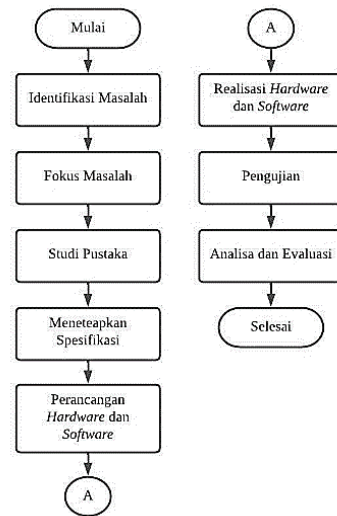 Mulai
Identifikasi Masalah
Fokus Masalah
Studi Pustaka
Meneteapkan
Spesifikasi
Perancangan
Hardware dan
Software
A
A
Realisasi Hardware
dan Software
Pengujian
Analisa dan Evaluasi
Selesai